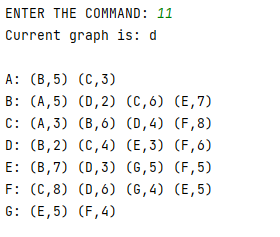 ENTER THE COMMAND: 11
Current graph is: d
A: (B,5) (C,3)
B: (A,5) (D,2) (C,6) (E,7)
C: (A,3) (B,6) (D,4) (F,8)
D: (B,2) (C,4) (E,3) (F,6)
E: (B,7) (D,3) (G,5) (F,5)
F: (C,8) (D,6) (G,4) (E,5)
G: (E,5) (F,4)